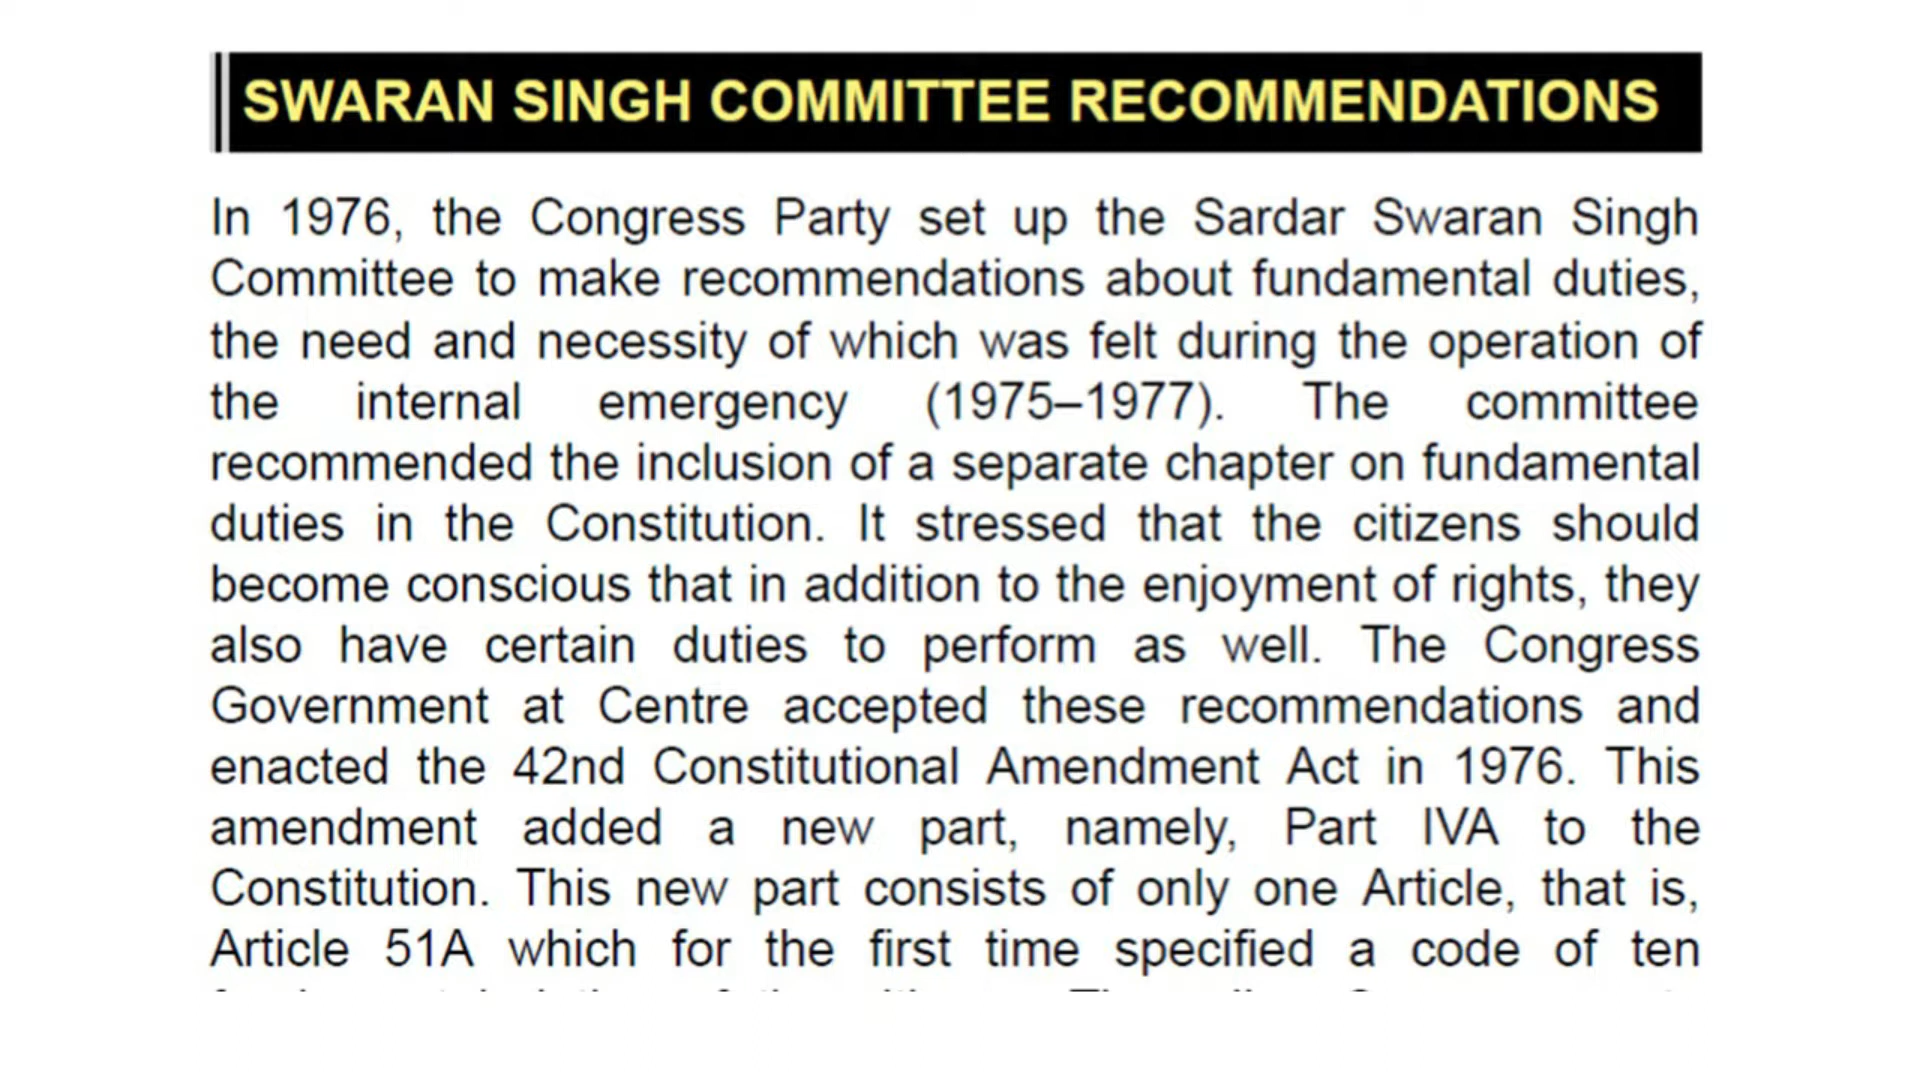 SWARAN SINGH COMMITTEE RECOMMENDATIONS
In 1976, the Congress Party set up the Sardar Swaran Singh
Committee to make recommendations about fundamental duties,
the need and necessity of which was felt during the operation of
the internal emergency (1975–1977). The committee
recommended the inclusion of a separate chapter on fundamental
duties in the Constitution. It stressed that the citizens should
become conscious that in addition to the enjoyment of rights, they
also have certain duties to perform as well. The Congress
Government at Centre accepted these recommendations and
enacted the 42nd Constitutional Amendment Act in 1976. This
amendment added a new part, namely, Part IVA to the
Constitution. This new part consists of only one Article, that is,
Article 51A which for the first time specified a code of ten